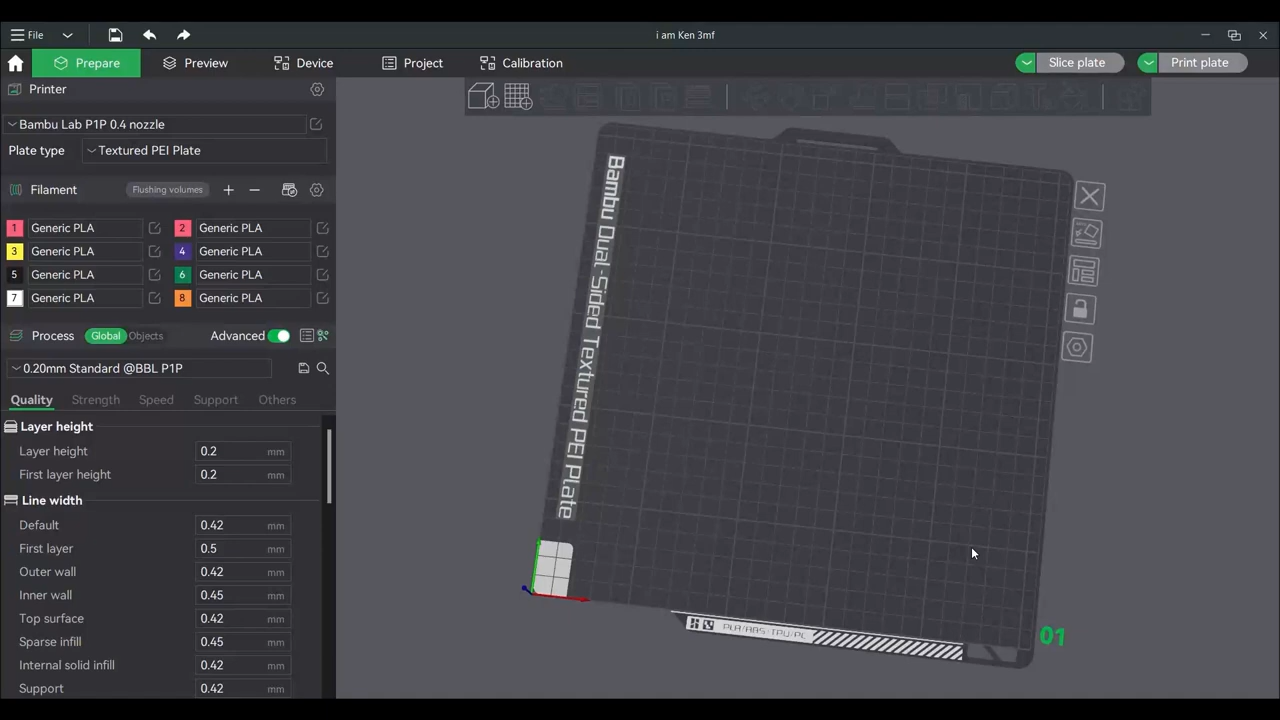 File
i am Ken 3mf
Prepare
Preview
Device
Project
Calibration
Slice plate
Print plate
Printer
Bambu Lab P1P 0.4 nozzle
Plate type
Textured PEI Plate
Filament
Flushing volumes
1 Generic PLA
2 Generic PLA
3 Generic PLA
4 Generic PLA
5 Generic PLA
6 Generic PLA
7 Generic PLA
8 Generic PLA
Process
Global
Objects
Advanced
0.20mm Standard @BBL P1P
Quality
Strength
Speed
Support
Others
Layer height
Layer height 0.2 mm
First layer height 0.2 mm
Line width
Default 0.42 mm
First layer 0.5 mm
Outer wall 0.42 mm
Inner wall 0.45 mm
Top surface 0.42 mm
Sparse infill 0.45 mm
Internal solid infill 0.42 mm
Support 0.42 mm
Bambu Dual-Sided Textured PEI Plate
PLA/ABS/TPU/PC
01